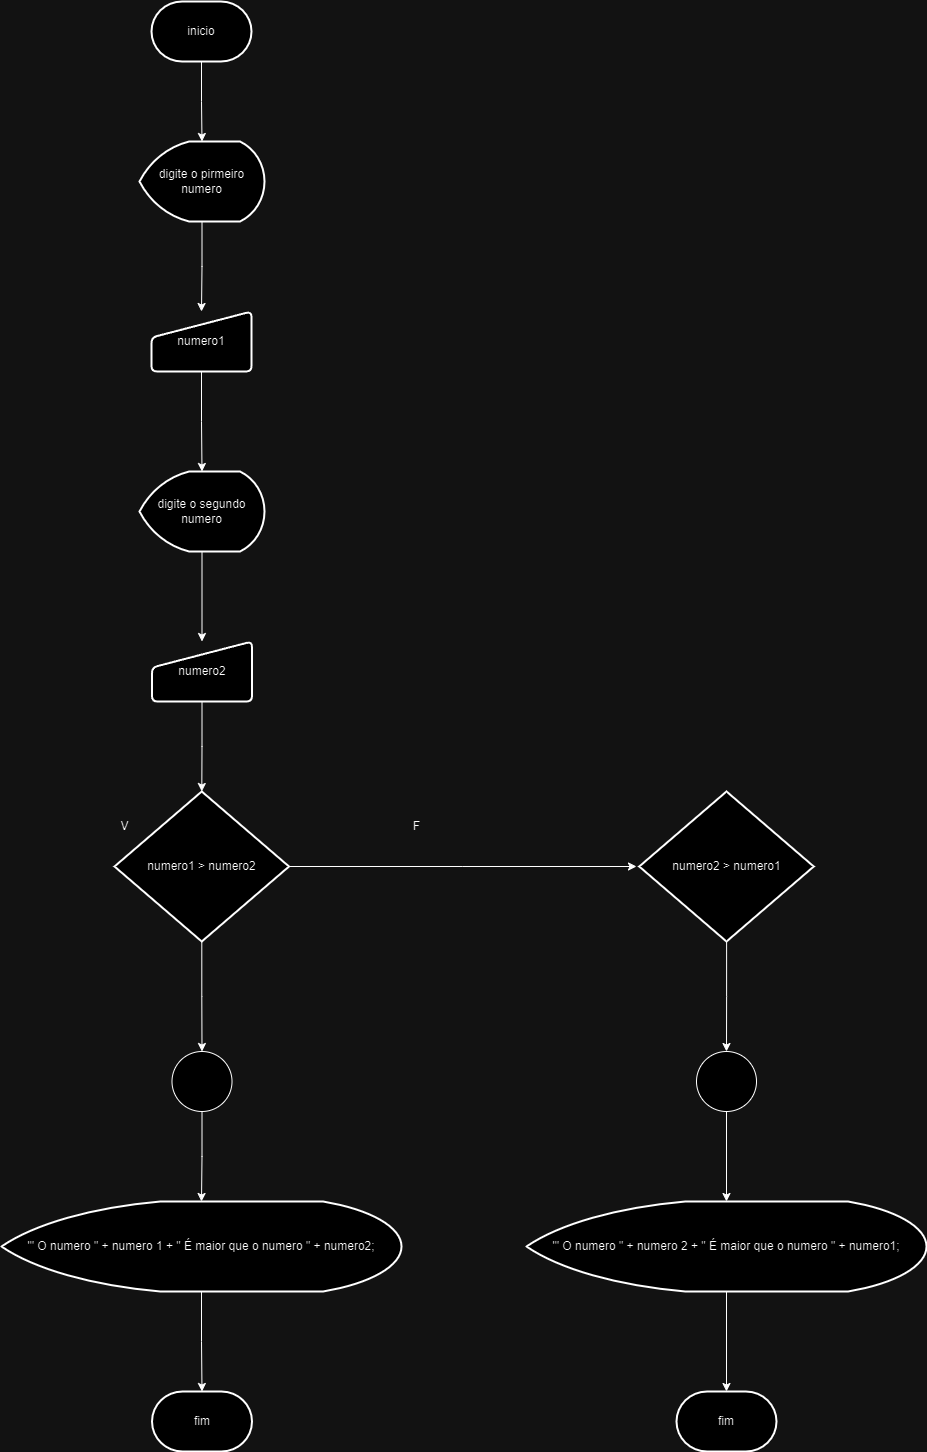 inicio
digite o pirmeiro
numero
numero1
digite o segundo
numero
numero2
V
F
numero1 > numero2
numero2 > numero1
"' O numero " + numero 1 + " É maior que o numero " + numero2;
"' O numero " + numero 2 + " É maior que o numero " + numero1;
fim
fim